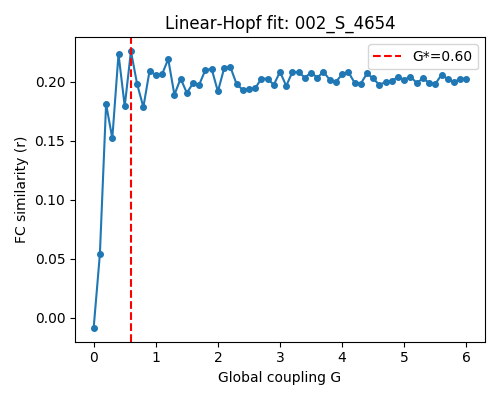 Linear-Hopf fit: 002_S_4654
G*=0.60
FC similarity (r)
0.20
0.15
0.10
0.05
0.00
0 1 2 3 4 5 6
Global coupling G